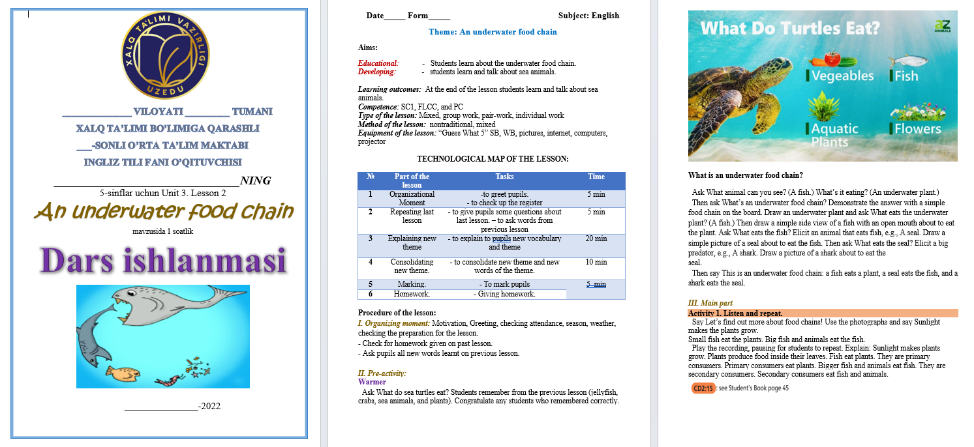 XALQ TALIMI VAZIRLIGI
UZEDU
____________ VILOYATI ________ TUMANI
XALQ TA'LIMI BO'LIMIGA QARASHLI
___-SONLI O'RTA TA'LIM MAKTABI
INGLIZ TILI FANI O'QITUVCHISI
______________________________NING
5-sinflar uchun Unit 3. Lesson 2
An underwater food chain
mavzusida 1 soatlik
Dars ishlanmasi
_______________-2022
Date_____ Form_____ Subject: English
Theme: An underwater food chain
Aims:
Educational: - Students learn about the underwater food chain.
Developing: - students learn and talk about sea animals.
Learning outcomes: At the end of the lesson students learn and talk about sea
animals.
Competence: SC1, FLCC, and PC
Type of the lesson: Mixed, group work, pair-work, individual work
Method of the lesson: nontraditional, mixed
Equipment of the lesson: "Guess What 5" SB, WB, pictures, internet, computers,
projector
TECHNOLOGICAL MAP OF THE LESSON:
№ Part of the lesson Tasks Time
1 Organizational Moment -to greet pupils. - to check up the register 5 min
2 Repeating last lesson - to give pupils some questions about last lesson. – to ask words from previous lesson 5 min
3 Explaining new theme - to explain to pupils new vocabulary and theme 20 min
4 Consolidating new theme. - to consolidate new theme and new words of the theme. 10 min
5 Marking. - To mark pupils 5 min
6 Homework. - Giving homework.
Procedure of the lesson:
I. Organizing moment: Motivation, Greeting, checking attendance, season, weather,
checking the preparation for the lesson.
- Check for homework given on past lesson.
- Ask pupils all new words learnt on previous lesson.
II. Pre-activity:
Warmer
Ask What do sea turtles eat? Students remember from the previous lesson (jellyfish,
crabs, sea animals, and plants). Congratulate any students who remembered correctly.
What Do Turtles Eat?
AZ
ANIMALS
Vegeables
Fish
Aquatic
Plants
Flowers
What is an underwater food chain?
Ask What animal can you see? (A fish.) What's it eating? (An underwater plant.)
Then ask What's an underwater food chain? Demonstrate the answer with a simple
food chain on the board. Draw an underwater plant and ask What eats the underwater
plant? (A fish.) Then draw a simple side view of a fish with an open mouth about to eat
the plant. Ask What eats the fish? Elicit an animal that eats fish, e.g., A seal. Draw a
simple picture of a seal about to eat the fish. Then ask What eats the seal? Elicit a big
predator, e.g., A shark. Draw a picture of a shark about to eat the
seal.
Then say This is an underwater food chain: a fish eats a plant, a seal eats the fish, and a
shark eats the seal.
III. Main part
Activity 1. Listen and repeat.
Say Let's find out more about food chains! Use the photographs and say Sunlight
makes the plants grow.
Small fish eat the plants. Big fish and animals eat the fish.
Play the recording, pausing for students to repeat. Explain: Sunlight makes plants
grow. Plants produce food inside their leaves. Fish eat plants. They are primary
consumers. Primary consumers eat plants. Bigger fish and animals eat fish. They are
secondary consumers. Secondary consumers eat fish and animals.
CD2:15 see Student's Book page 45